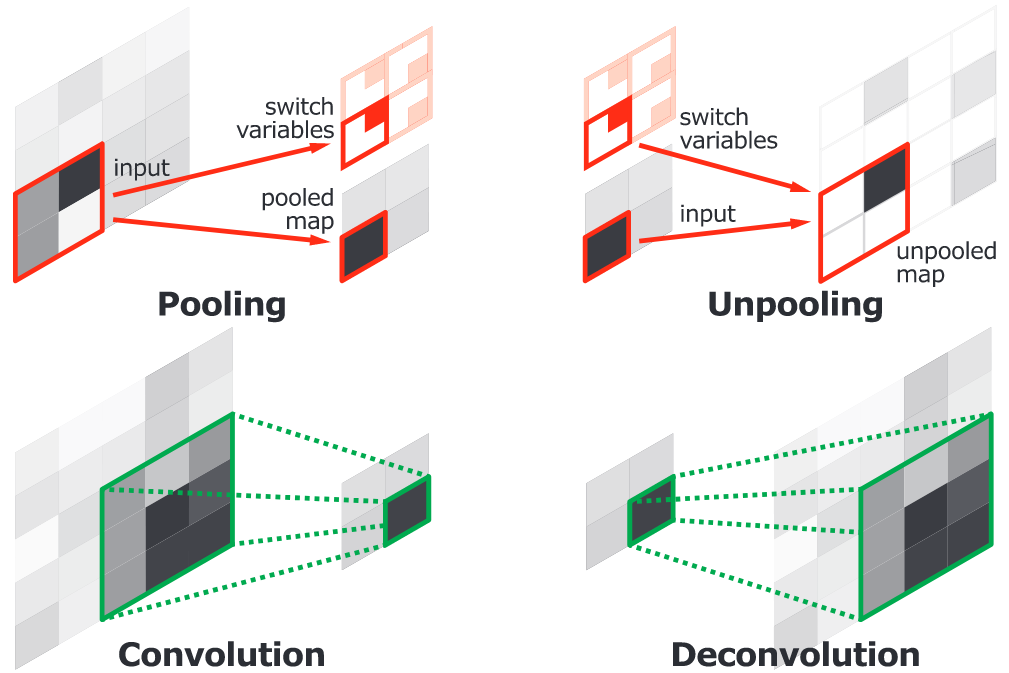 switch
variables
input
pooled
map
Pooling
switch
variables
input
unpooled
map
Unpooling
Convolution
Deconvolution